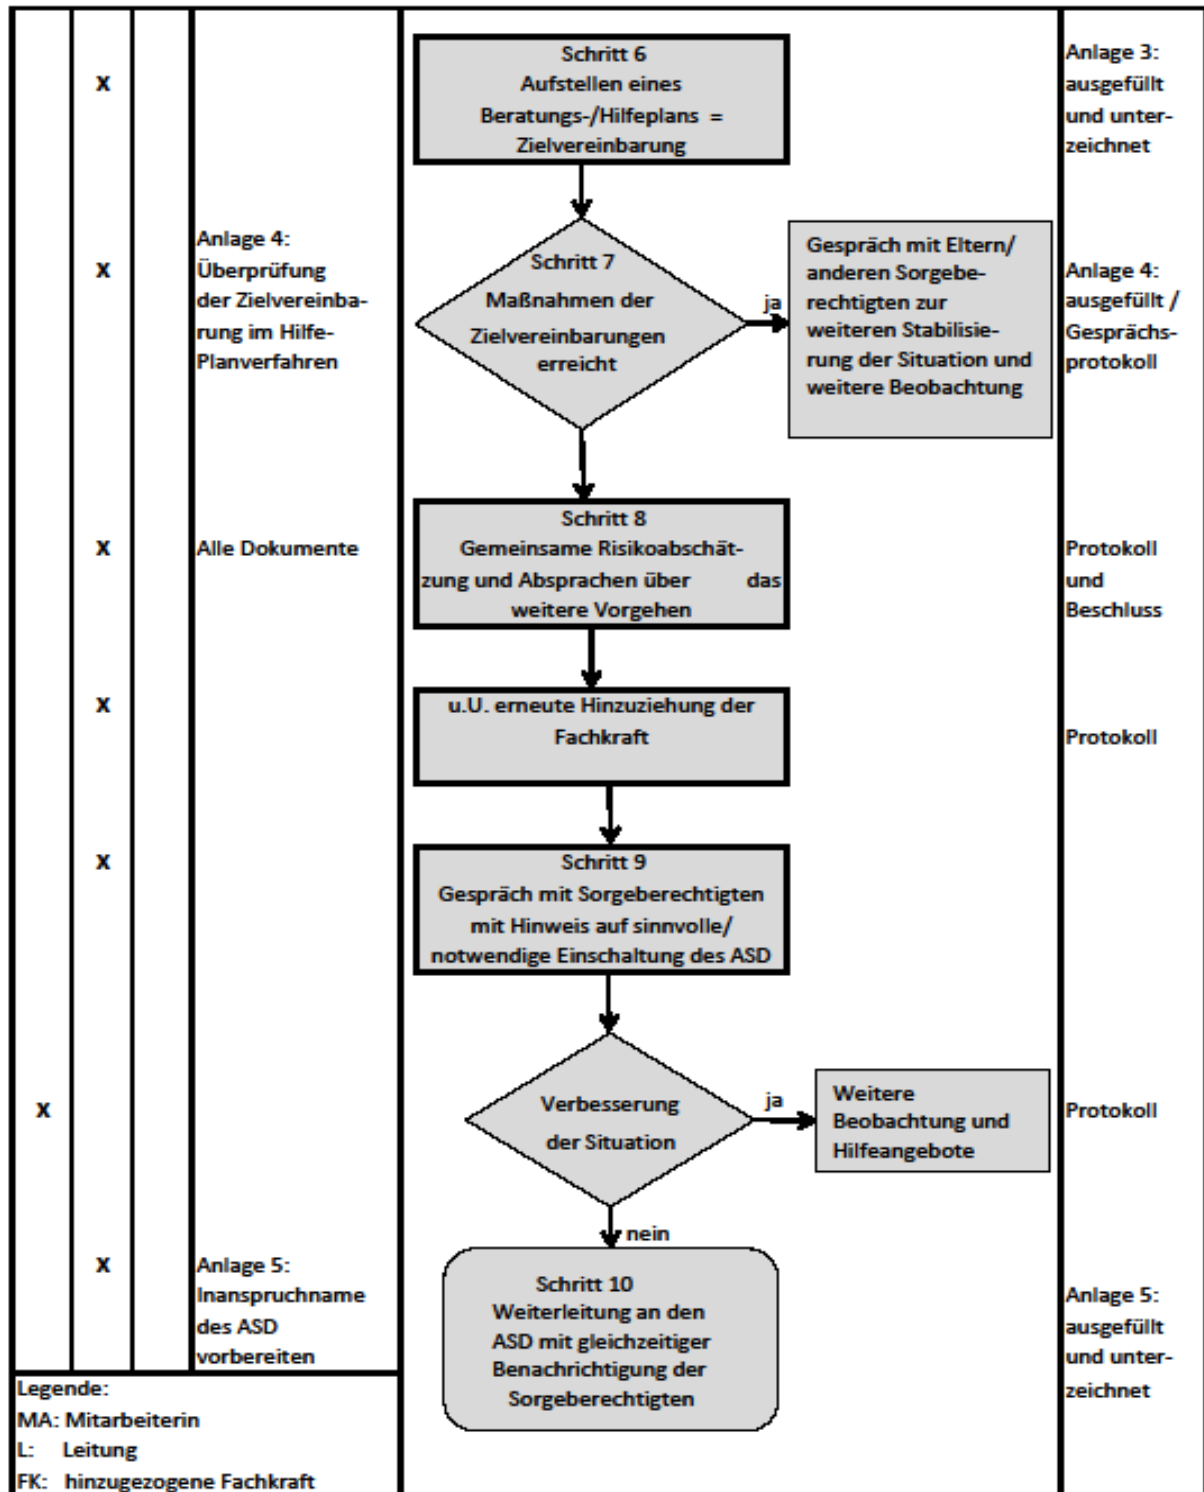 Schritt 6
Aufstellen eines
Beratungs-/Hilfeplans =
Zielvereinbarung
X
Anlage 3:
ausgefüllt
und unter-
zeichnet
X
Anlage 4:
Überprüfung
der Zielvereinba-
rung im Hilfe-
Planverfahren
Schritt 7
Maßnahmen der
Zielvereinbarungen
erreicht
ja
Gespräch mit Eltern/
anderen Sorgebe-
rechtigten zur
weiteren Stabilisie-
rung der Situation und
weitere Beobachtung
Anlage 4:
ausgefüllt /
Gesprächs-
protokoll
X
Alle Dokumente
Schritt 8
Gemeinsame Risikoabschät-
zung und Absprachen über das
weitere Vorgehen
Protokoll
und
Beschluss
X
u.U. erneute Hinzuziehung der
Fachkraft
Protokoll
X
Schritt 9
Gespräch mit Sorgeberechtigten
mit Hinweis auf sinnvolle/
notwendige Einschaltung des ASD
X
Verbesserung
der Situation
ja
Weitere
Beobachtung und
Hilfeangebote
Protokoll
nein
X
Anlage 5:
Inanspruchname
des ASD
vorbereiten
Schritt 10
Weiterleitung an den
ASD mit gleichzeitiger
Benachrichtigung der
Sorgeberechtigten
Anlage 5:
ausgefüllt
und unter-
zeichnet
Legende:
MA: Mitarbeiterin
L: Leitung
FK: hinzugezogene Fachkraft